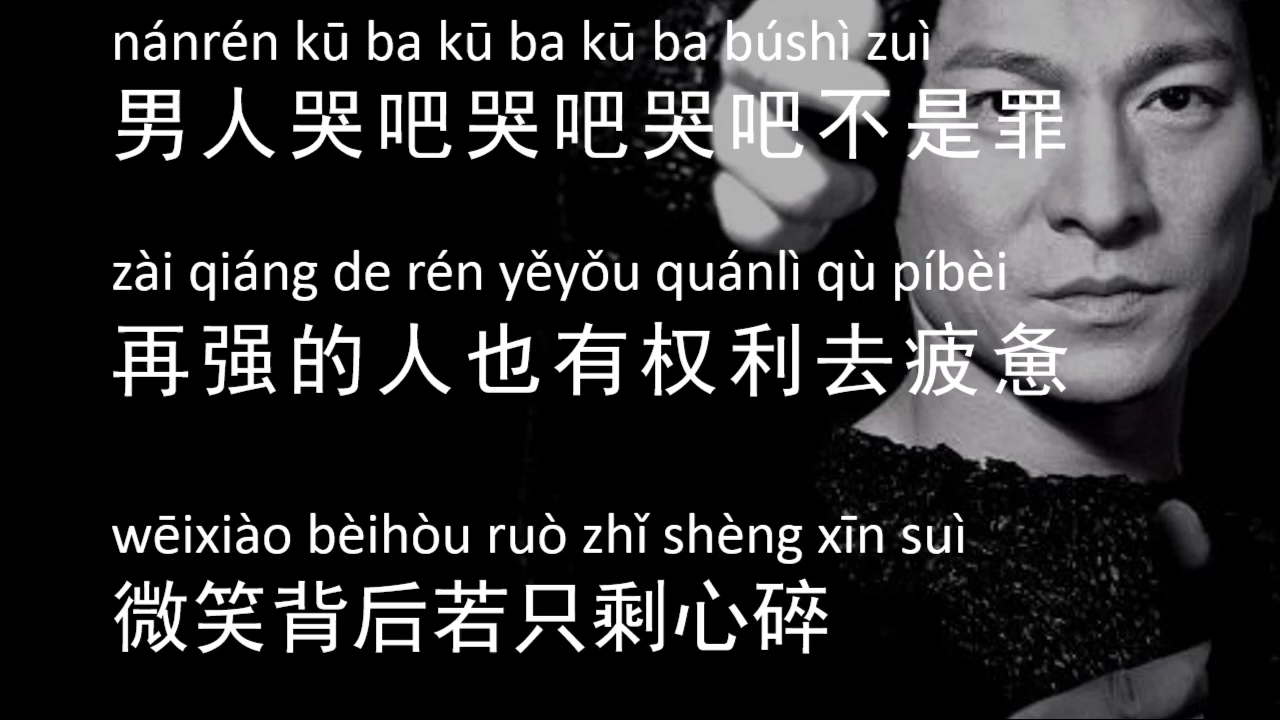 nánrén kū ba kū ba kū ba búshì zuì
男人哭吧哭吧哭吧不是罪
zài qiáng de rén yěyǒu quánlì qù píbèi
再强的人也有权利去疲惫
wēixiào bèihòu ruò zhǐ shèng xīn suì
微笑背后若只剩心碎